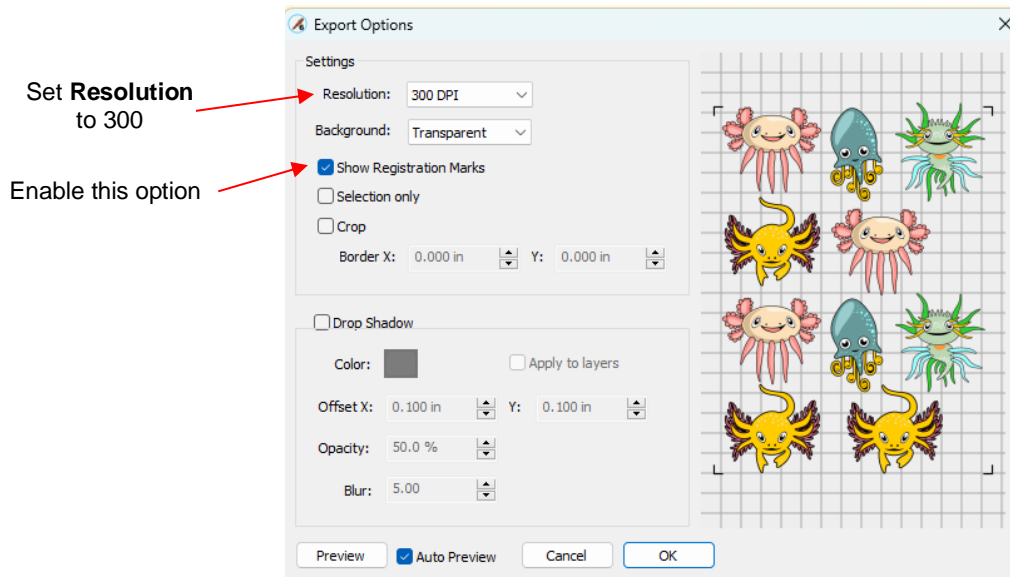 Export Options
Settings
Set Resolution
to 300
Resolution: 300 DPI
Background: Transparent
Show Registration Marks
Enable this option
Selection only
Crop
Border X: 0.000 in Y: 0.000 in
Drop Shadow
Color: Apply to layers
Offset X: 0.100 in Y: 0.100 in
Opacity: 50.0 %
Blur: 5.00
Preview Auto Preview Cancel OK